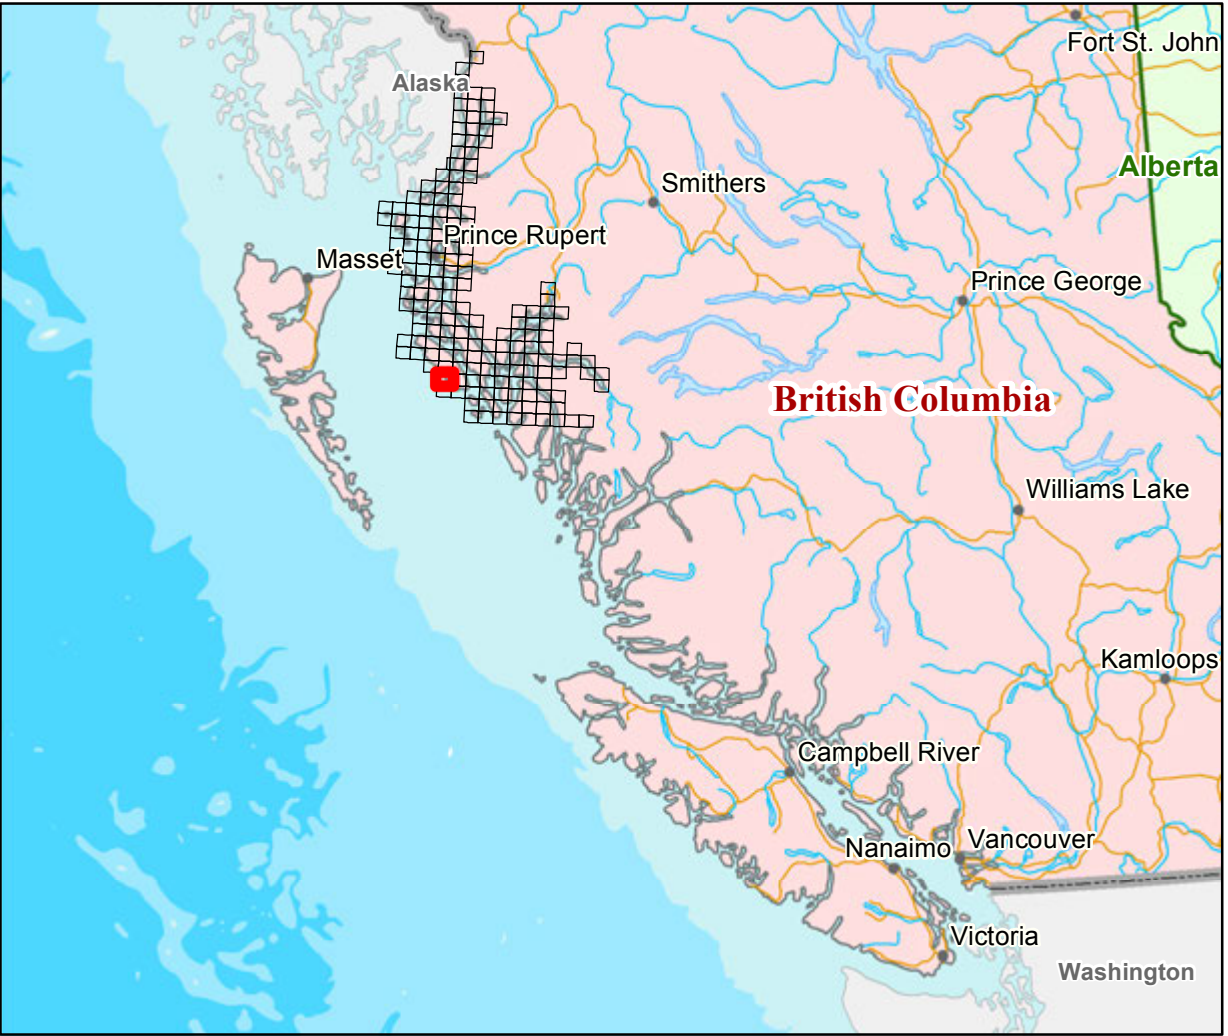 Fort St. John
Alaska
Alberta
Smithers
Prince Rupert
Masset
Prince George
British Columbia
Williams Lake
Kamloops
Campbell River
Vancouver
Nanaimo
Victoria
Washington